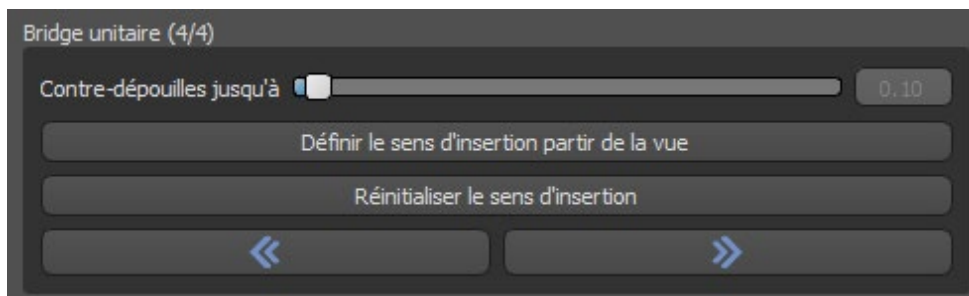 Bridge unitaire (4/4)
Contre-dépouilles jusqu'à 0.10
Définir le sens d'insertion partir de la vue
Réinitialiser le sens d'insertion